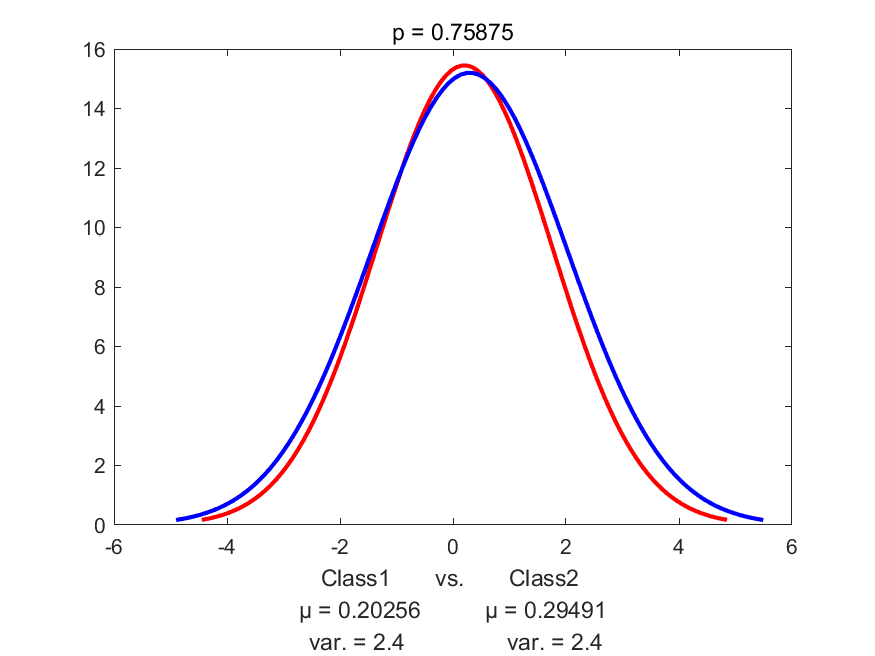 p = 0.75875
16
14
12
10
8
6
4
2
0
-6 -4 -2 0 2 4 6
Class1 vs. Class2
μ = 0.20256 μ = 0.29491
var. = 2.4 var. = 2.4